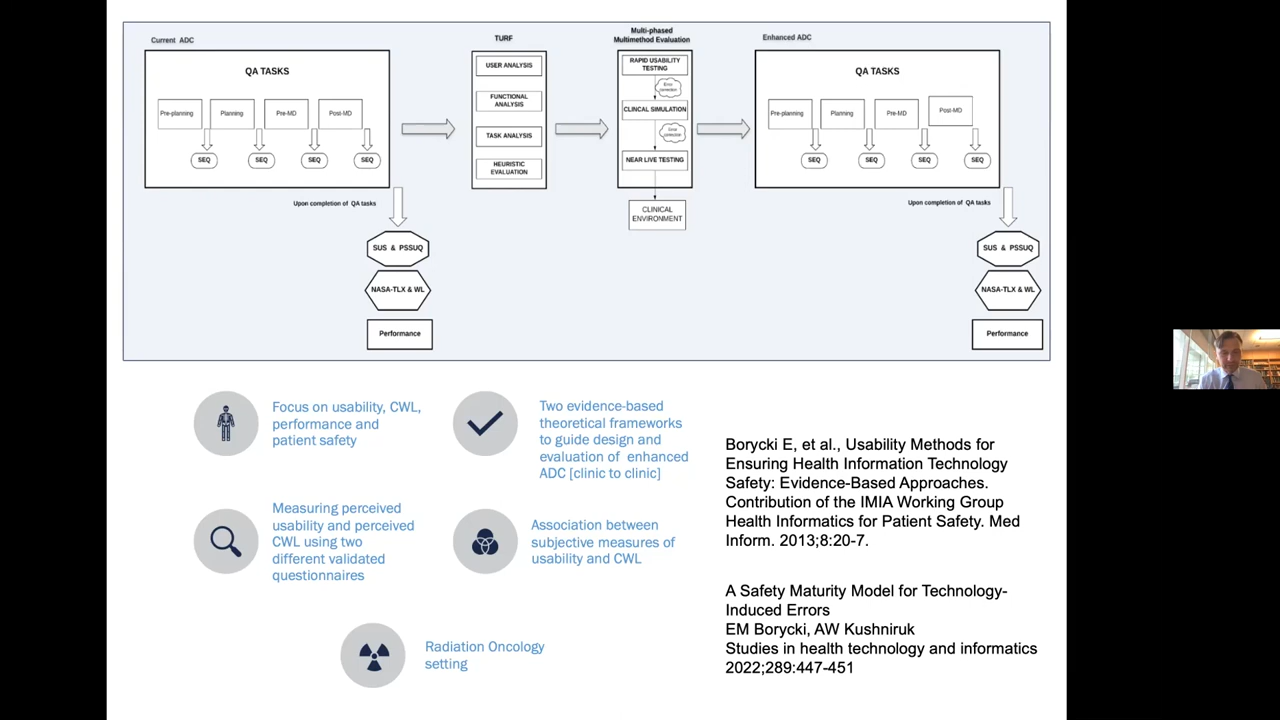 Current ADC
QA TASKS
Pre-planning
Planning
Pre-MD
Post-MD
SEQ
SEQ
SEQ
SEQ
Upon completion of QA tasks
SUS & PSSUQ
NASA-TLX & WL
Performance
TURF
USER ANALYSIS
FUNCTIONAL
ANALYSIS
TASK ANALYSIS
HEURISTIC
EVALUATION
Multi-phased
Multimethod Evaluation
RAPID USABILITY
TESTING
Error
correction
CLINCAL SIMULATION
Error
correction
NEAR LIVE TESTING
CLINICAL
ENVIRONMENT
Enhanced ADC
QA TASKS
Pre-planning
Planning
Pre-MD
Post-MD
SEQ
SEQ
SEQ
SEQ
Upon completion of QA tasks
SUS & PSSUQ
NASA-TLX & WL
Performance
Focus on usability, CWL,
performance and
patient safety
Two evidence-based
theoretical frameworks
to guide design and
evaluation of enhanced
ADC [clinic to clinic]
Measuring perceived
usability and perceived
CWL using two
different validated
questionnaires
Association between
subjective measures of
usability and CWL
Radiation Oncology
setting
Borycki E, et al., Usability Methods for
Ensuring Health Information Technology
Safety: Evidence-Based Approaches.
Contribution of the IMIA Working Group
Health Informatics for Patient Safety. Med
Inform. 2013;8:20-7.
A Safety Maturity Model for Technology-
Induced Errors
EM Borycki, AW Kushniruk
Studies in health technology and informatics
2022;289:447-451